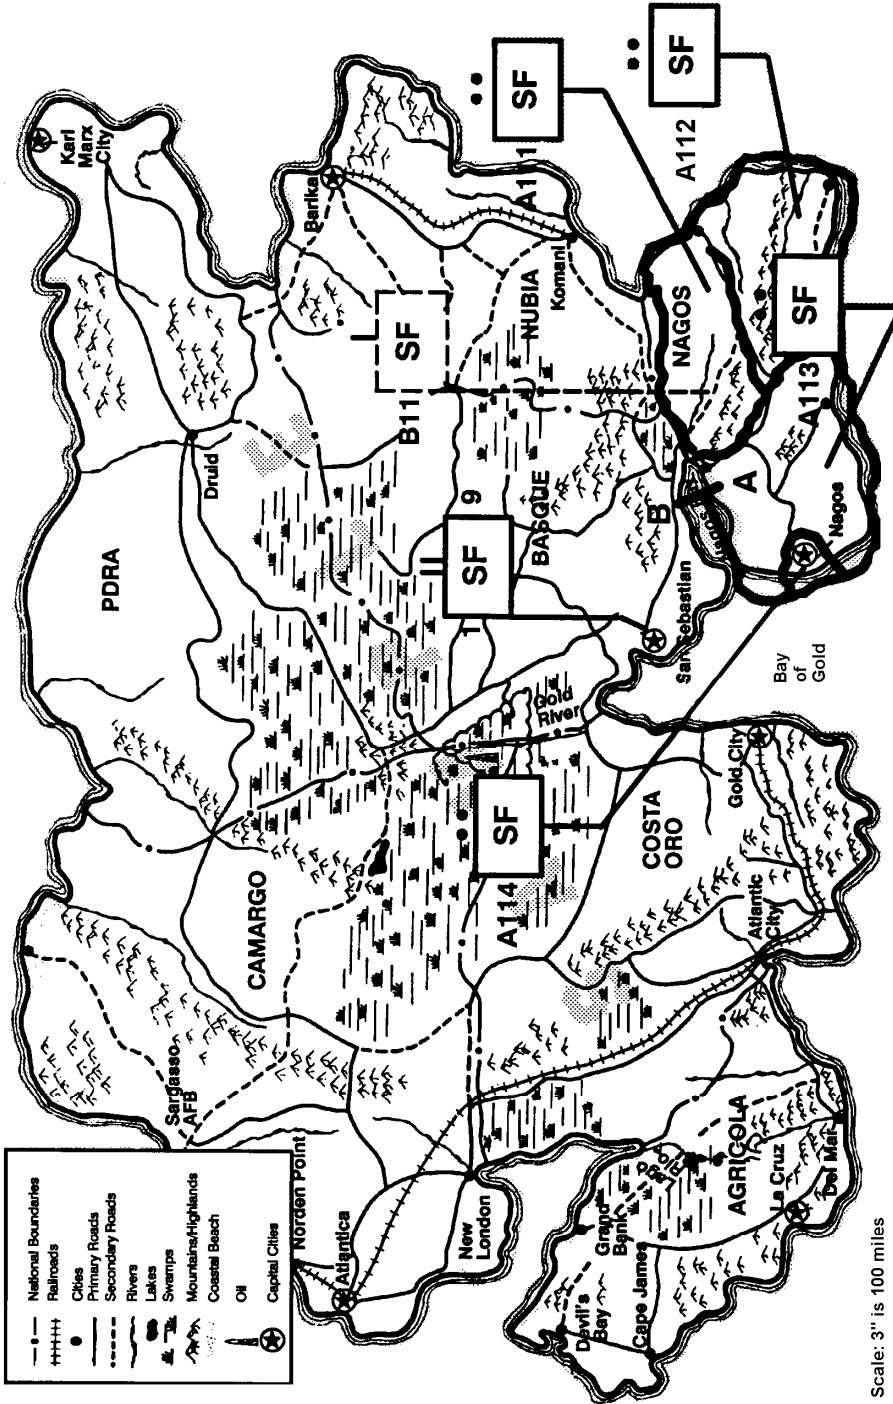 National Boundaries
Railroads
Cities
Primary Roads
Secondary Roads
Rivers
Lakes
Swamps
Mountains/Highlands
Coastal Beach
Oil
Capital Cities
Karl
Marx
City
PDRA
Druid
Barika
SF
A111
SF
A112
SF
NUBIA
Komani
SF
B11
NAGOS
SF
A113
BASQUE
SF
1
9
B
A
Nagos
San Sebastian
Bay
of
Gold
Gold
River
Gold City
SF
A114
COSTA
ORO
CAMARGO
Atlantic
City
Sargasso
AFB
Norden Point
Atlantica
New
London
AGRICOLA
La Cruz
Del Mar
Grand
Bank
Devil's
Bay
Cape James
Scale: 3" is 100 miles